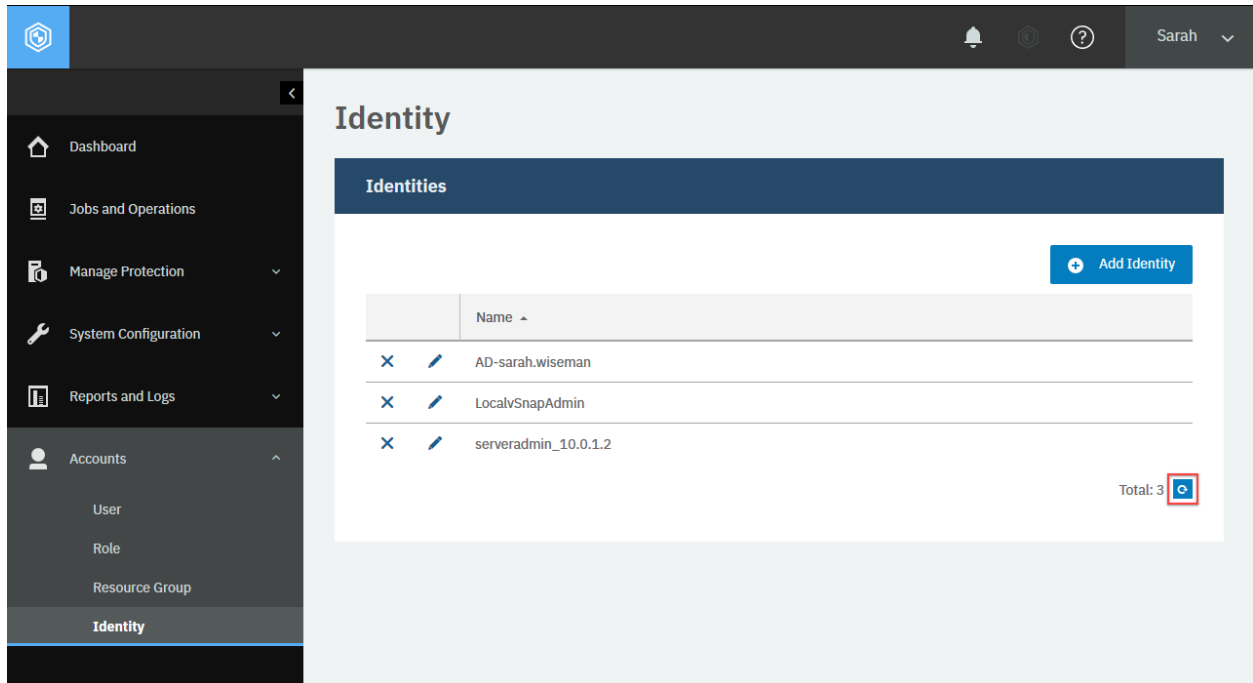 Sarah
Identity
Dashboard
Jobs and Operations
Manage Protection
System Configuration
Reports and Logs
Accounts
User
Role
Resource Group
Identity
Identities
Add Identity
Name
AD-sarah.wiseman
LocalvSnapAdmin
serveradmin_10.0.1.2
Total: 3